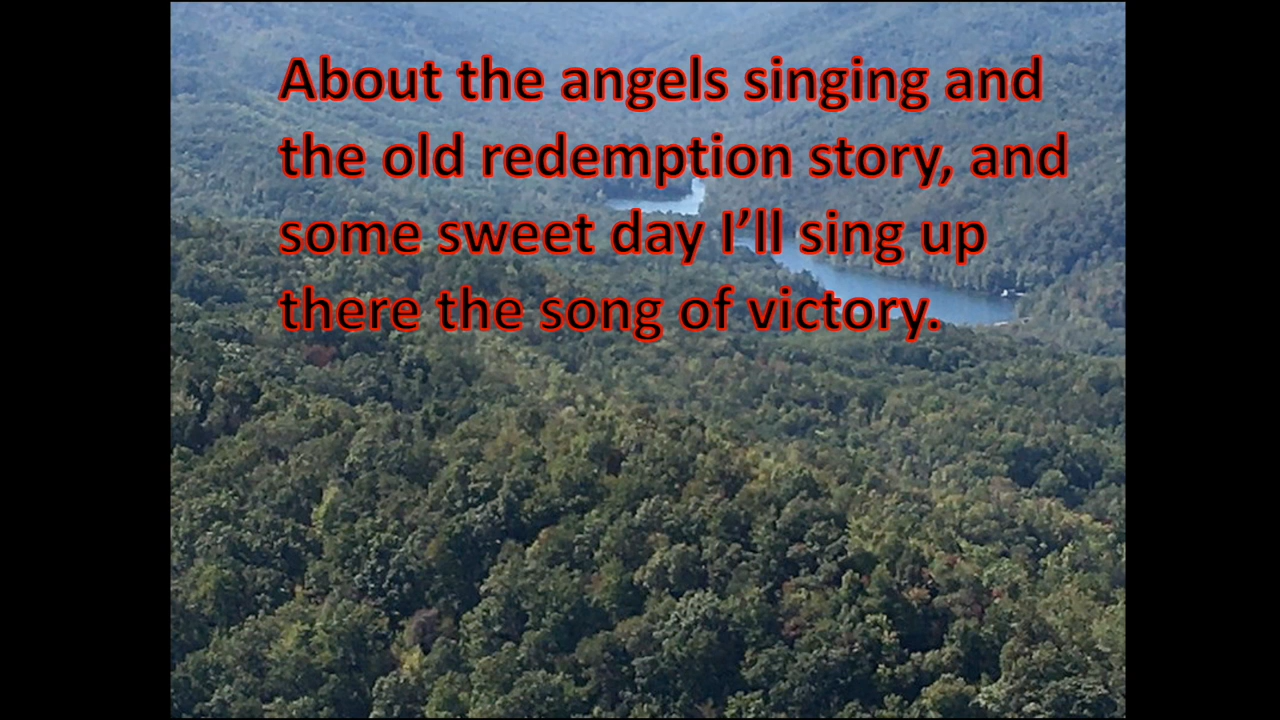 About the angels singing and
the old redemption story, and
some sweet day I’ll sing up
there the song of victory.